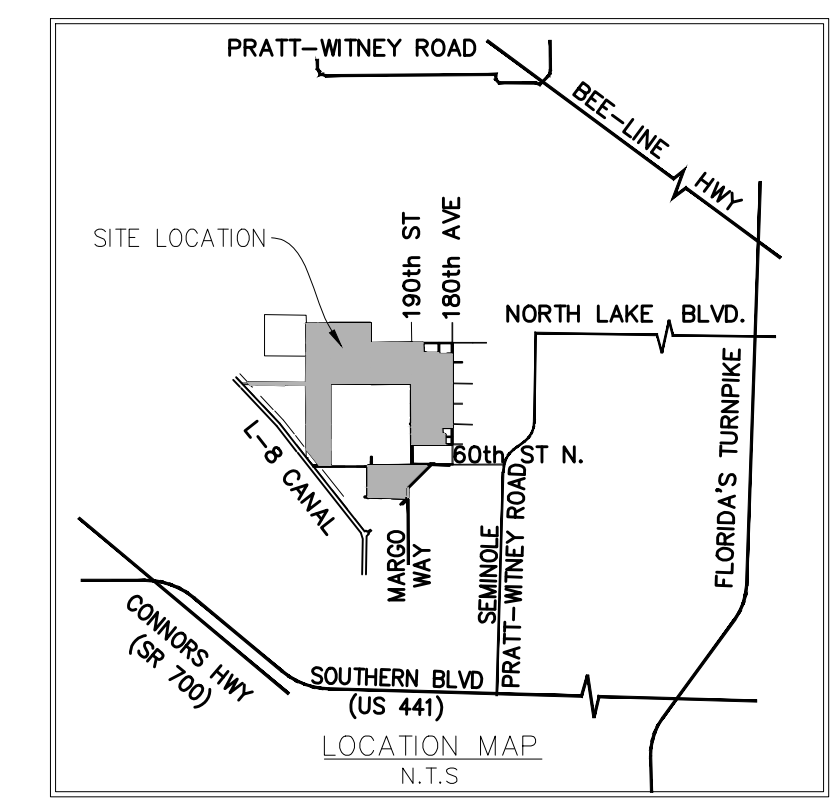 PRATT-WITNEY ROAD
BEE-LINE
HWY
SITE LOCATION
190th ST
180th AVE
NORTH LAKE BLVD.
FLORIDA'S TURNPIKE
L-8 CANAL
60th ST N.
MARGO
WAY
SEMINOLE
PRATT-WITNEY ROAD
CONNORS HWY
(SR 700)
SOUTHERN BLVD
(US 441)
LOCATION MAP
N.T.S